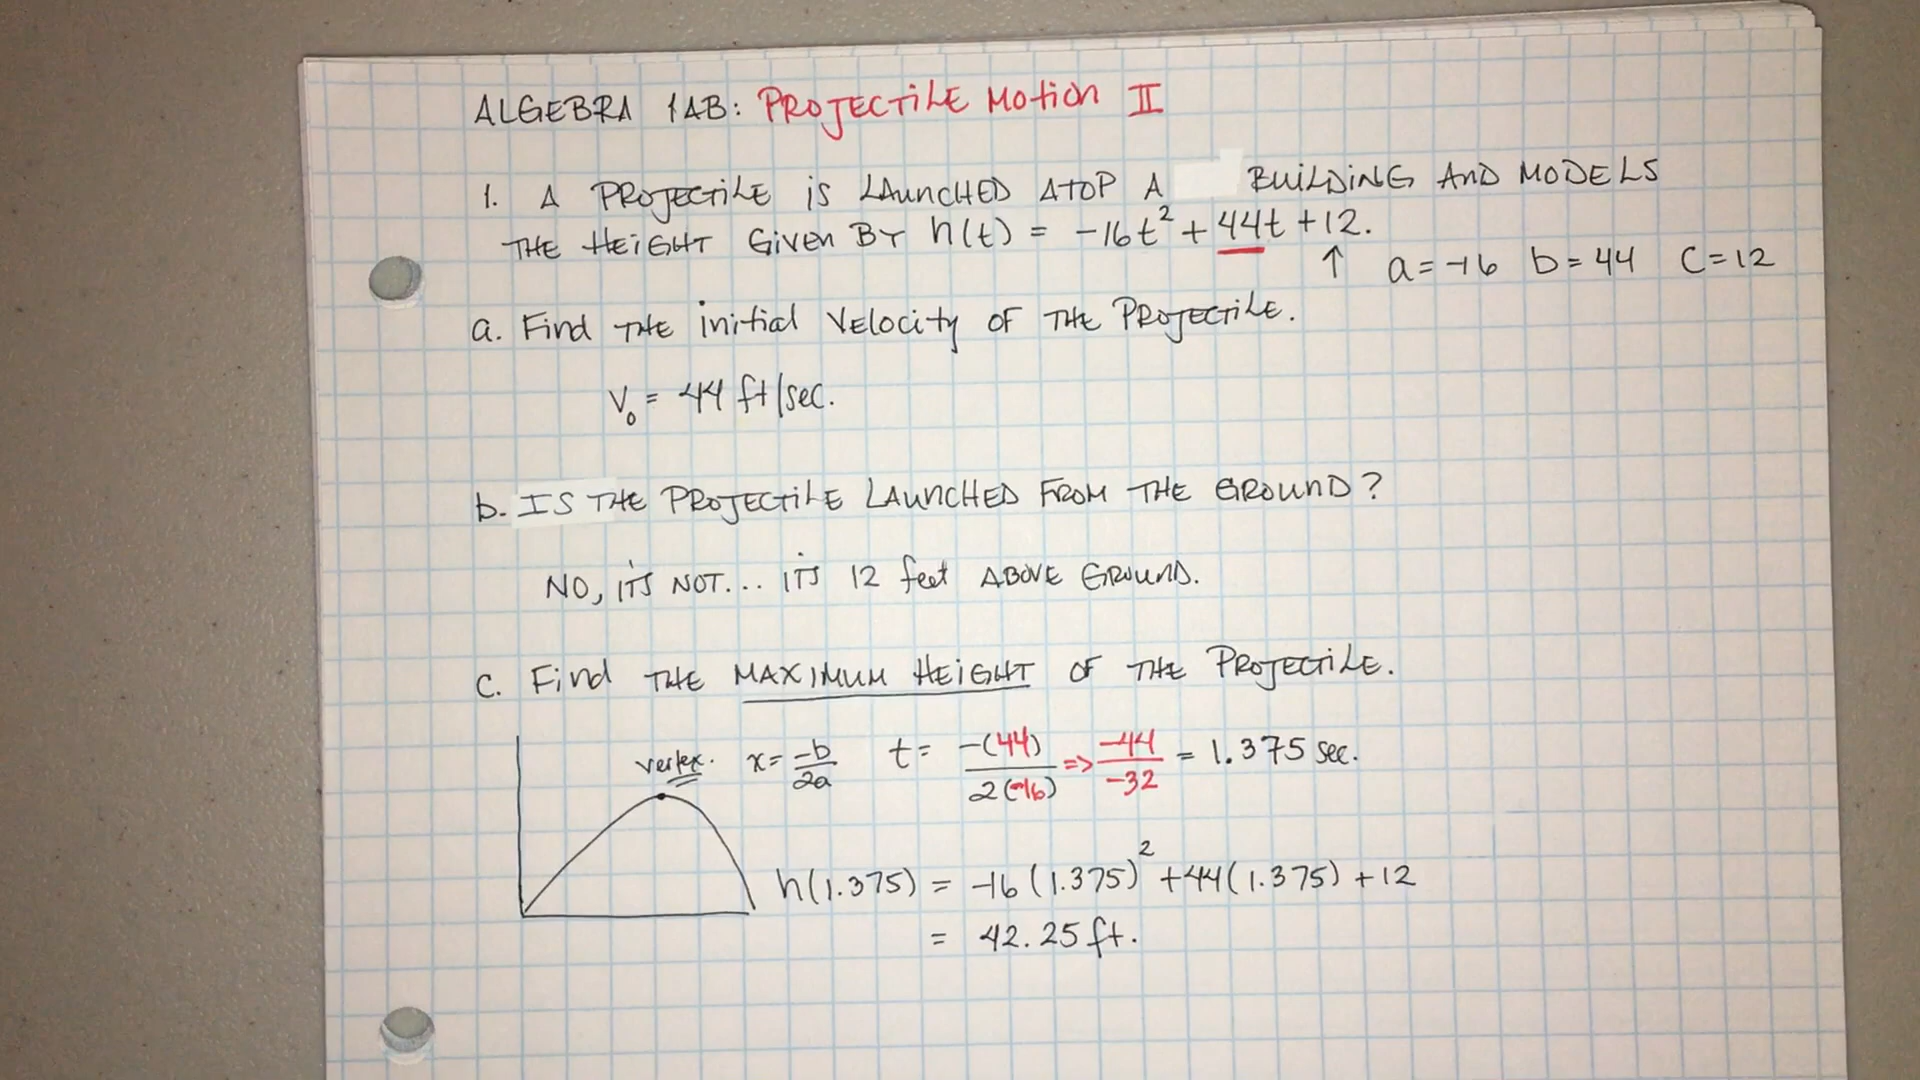 ALGEBRA 1AB: PROJECTILE MOTION II
1. A PROJECTILE IS LAUNCHED ATOP A BUILDING AND MODELS
THE HEIGHT GIVEN BY h(t) = -16t² + 44t + 12.
↑ a = -16 b = 44 c = 12
a. Find THE initial VELOCITY OF THE PROJECTILE.
V₀ = 44 ft/sec.
b. IS THE PROJECTILE LAUNCHED FROM THE GROUND?
NO, IT'S NOT... IT'S 12 feet ABOVE GROUND.
c. Find THE MAXIMUM HEIGHT OF THE PROJECTILE.
vertex. x = -b/2a t = -(44)/2(-16) => -44/-32 = 1.375 sec.
h(1.375) = -16(1.375)² + 44(1.375) + 12
= 42.25 ft.